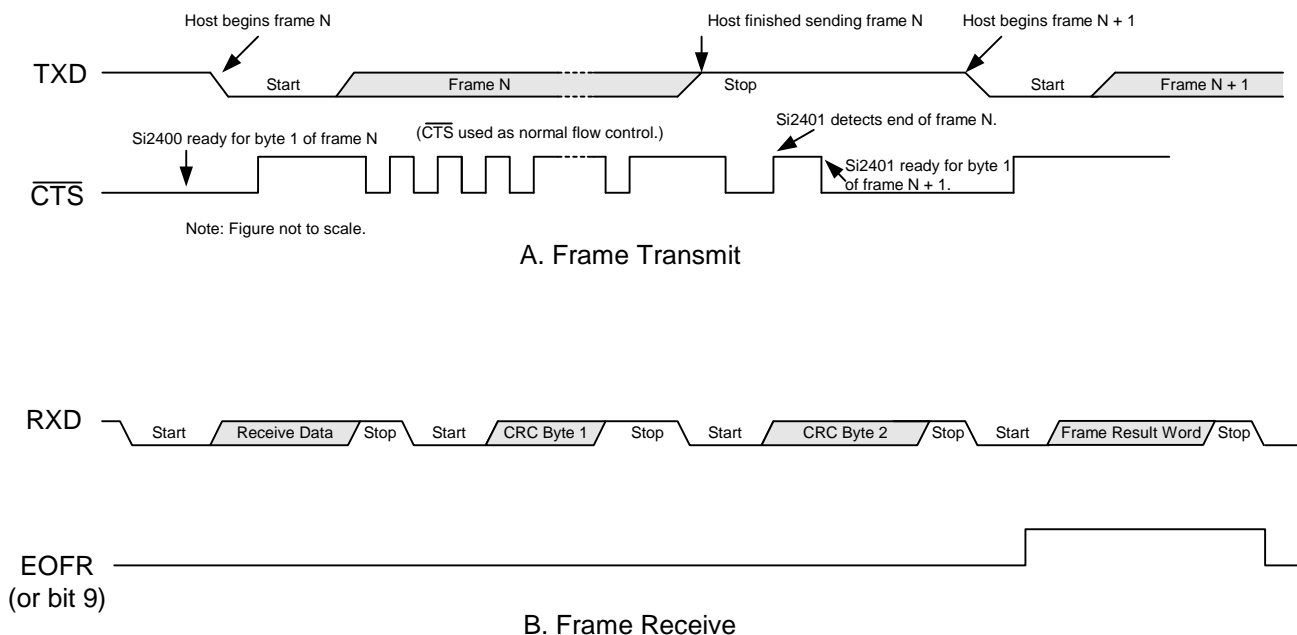 Host begins frame N
Host finished sending frame N
Host begins frame N + 1
TXD
Start
Frame N
Stop
Start
Frame N + 1
Si2400 ready for byte 1 of frame N
(CTS used as normal flow control.)
Si2401 detects end of frame N.
Si2401 ready for byte 1
of frame N + 1.
CTS
Note: Figure not to scale.
A. Frame Transmit
RXD
Start
Receive Data
Stop
Start
CRC Byte 1
Stop
Start
CRC Byte 2
Stop
Start
Frame Result Word
Stop
EOFR
(or bit 9)
B. Frame Receive